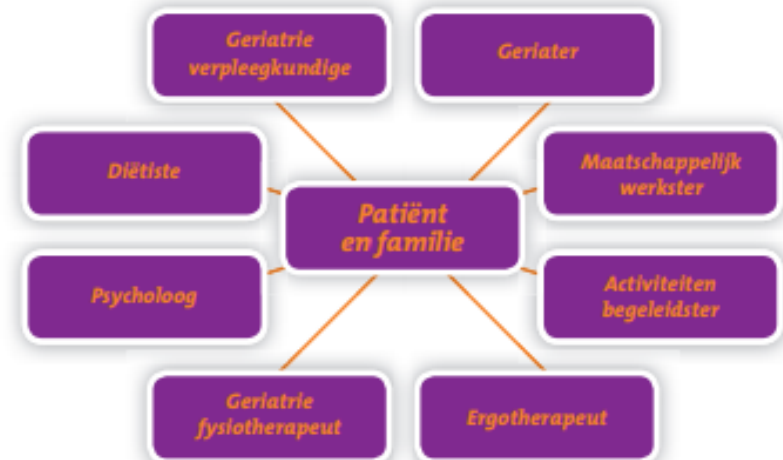 Geriatrie
verpleegkundige
Geriater
Diëtiste
Maatschappelijk
werkster
Patiënt
en familie
Psycholoog
Activiteiten
begeleidster
Geriatrie
fysiotherapeut
Ergotherapeut